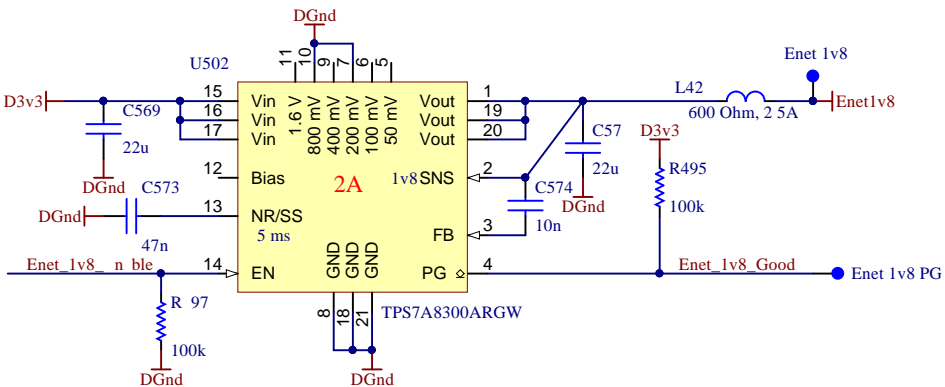 DGnd
U502
11 10 9 7 6 5
1.6 V 800 mV 400 mV 200 mV 100 mV 50 mV
Enet 1v8
D3v3
C569
22u
DGnd
15 Vin
16 Vin
17 Vin
Vout 1
Vout 19
Vout 20
L42
600 Ohm, 2 5A
Enet1v8
C57
22u
DGnd
D3v3
R495
100k
12 Bias
2A
1v8 SNS 2
C574
10n
C573
DGnd
47n
13 NR/SS
5 ms
FB 3
GND GND GND
Enet_1v8_ n ble
14 EN
PG 4
Enet_1v8_Good
Enet 1v8 PG
R 97
100k
DGnd
8 18 21
TPS7A8300ARGW
DGnd